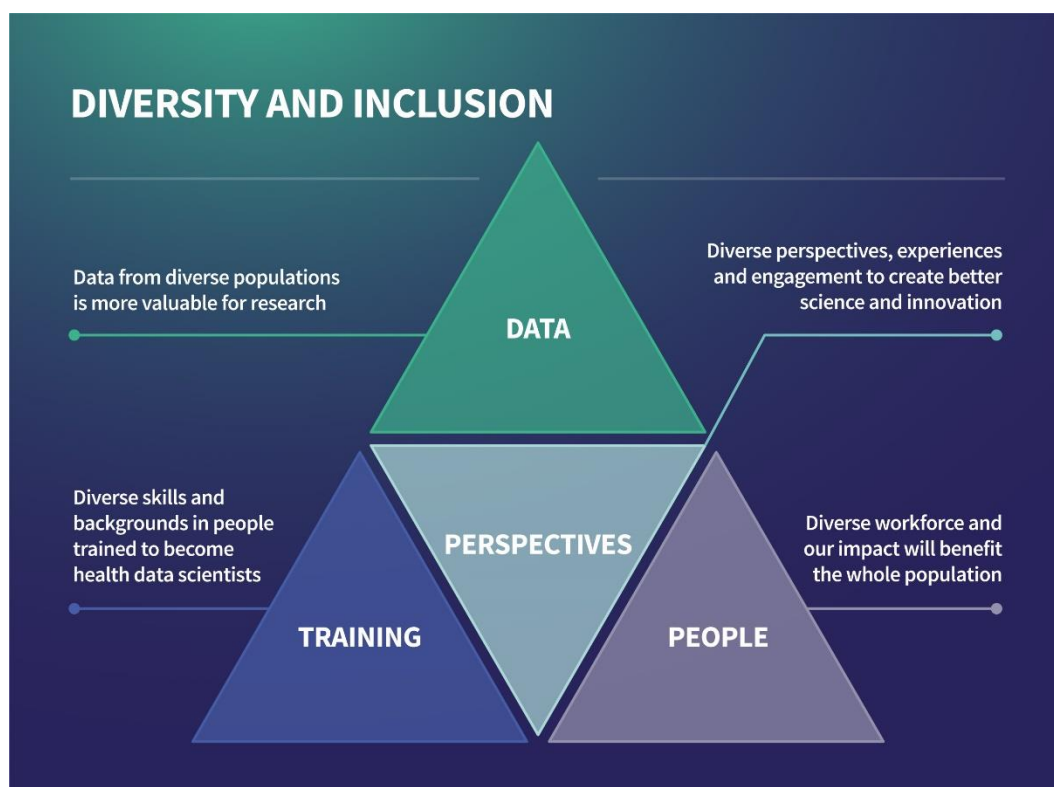 DIVERSITY AND INCLUSION
Data from diverse populations
is more valuable for research
Diverse perspectives, experiences
and engagement to create better
science and innovation
DATA
Diverse skills and
backgrounds in people
trained to become
health data scientists
PERSPECTIVES
Diverse workforce and
our impact will benefit
the whole population
TRAINING
PEOPLE